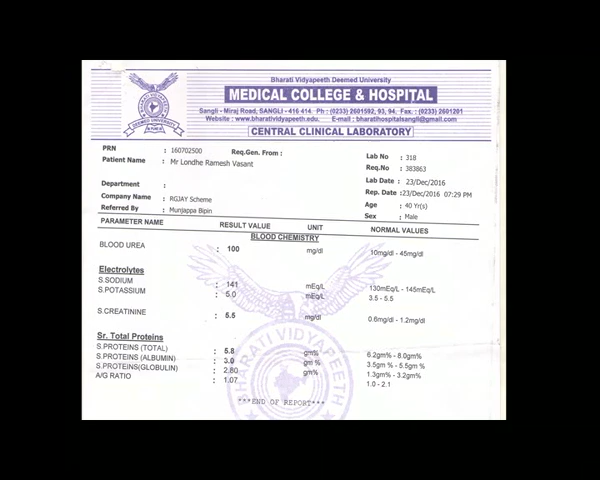 Bharati Vidyapeeth Deemed University
MEDICAL COLLEGE & HOSPITAL
Sangli - Miraj Road, SANGLI - 416 414 Ph : (0233) 2601592, 93, 94. Fax. : (0233) 2601201
Website : www.bharatividyapeeth.edu. E-mail : bharatihospitalsangli@gmail.com
CENTRAL CLINICAL LABORATORY
PRN : 160702500 Req.Gen. From :
Patient Name : Mr Londhe Ramesh Vasant
Lab No : 318
Req.No : 383863
Lab Date : 23/Dec/2016
Department :
Rep. Date :23/Dec/2016 07:29 PM
Company Name : RGJAY Scheme
Age : 40 Yr(s)
Referred By : Munjappa Bipin
Sex : Male
PARAMETER NAME RESULT VALUE UNIT NORMAL VALUES
BLOOD CHEMISTRY
BLOOD UREA : 100 mg/dl 10mg/dl - 45mg/dl
Electrolytes
S.SODIUM : 141 mEq/L 130mEq/L - 145mEq/L
S.POTASSIUM : 5.0 mEq/L 3.5 - 5.5
S.CREATININE : 5.5 mg/dl 0.6mg/dl - 1.2mg/dl
Sr. Total Proteins
S.PROTEINS (TOTAL) : 5.8 gm% 6.2gm% - 8.0gm%
S.PROTEINS (ALBUMIN) : 3.0 gm % 3.5gm % - 5.5gm %
S.PROTEINS(GLOBULIN) : 2.80 gm% 1.3gm% - 3.2gm%
A/G RATIO : 1.07 1.0 - 2.1
***END OF REPORT***
BHARATI VIDYAPEETH